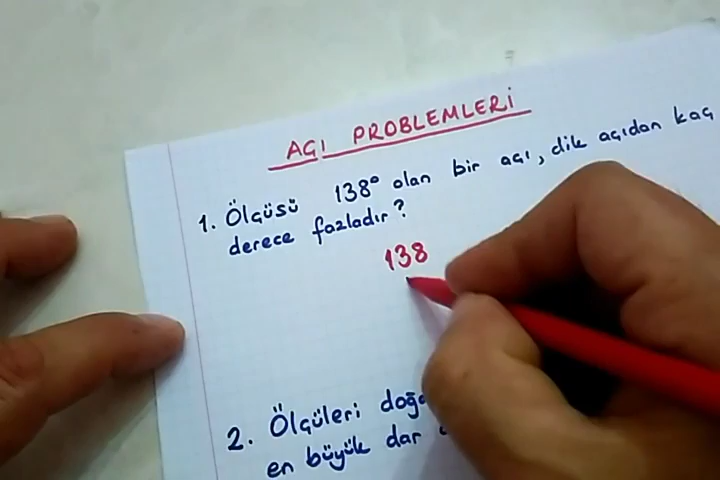 AÇI PROBLEMLERİ
1. Ölçüsü 138° olan bir açı, dik açıdan kaç
derece fazladır?
138
2. Ölçüleri
en büyük dar